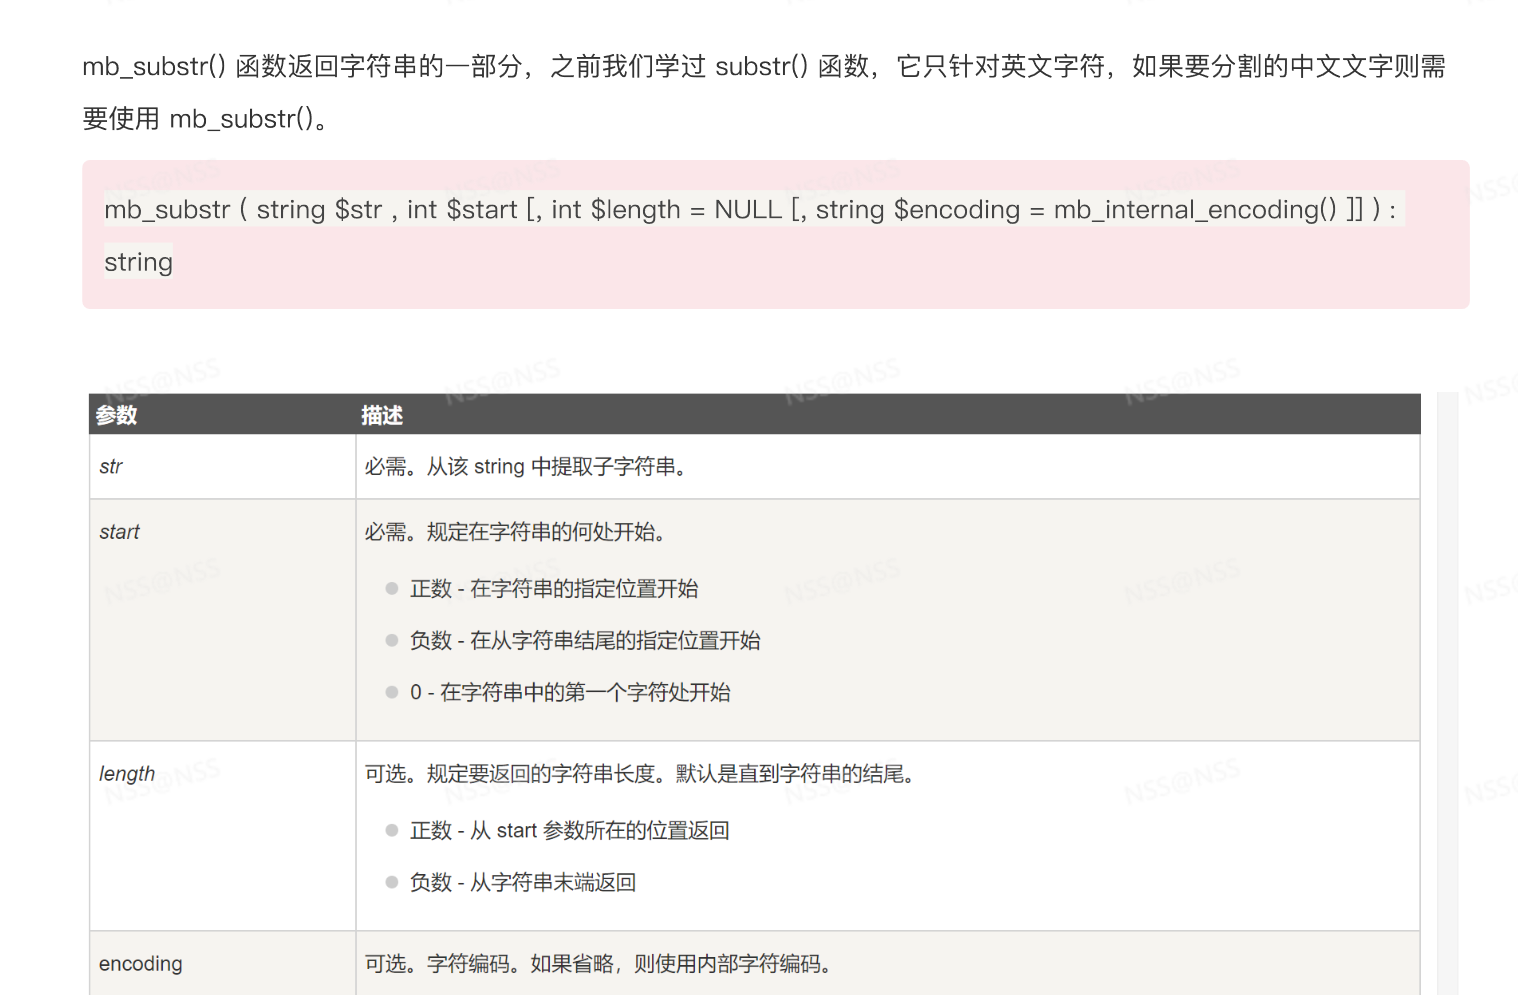 mb_substr() 函数返回字符串的一部分，之前我们学过 substr() 函数，它只针对英文字符，如果要分割的中文文字则需
要使用 mb_substr()。
mb_substr ( string $str , int $start [, int $length = NULL [, string $encoding = mb_internal_encoding() ]] ) :
string
参数 描述
str 必需。从该 string 中提取子字符串。
start 必需。规定在字符串的何处开始。
正数 - 在字符串的指定位置开始
负数 - 在从字符串结尾的指定位置开始
0 - 在字符串中的第一个字符处开始
length 可选。规定要返回的字符串长度。默认是直到字符串的结尾。
正数 - 从 start 参数所在的位置返回
负数 - 从字符串末端返回
encoding 可选。字符编码。如果省略，则使用内部字符编码。
NSS@NSS